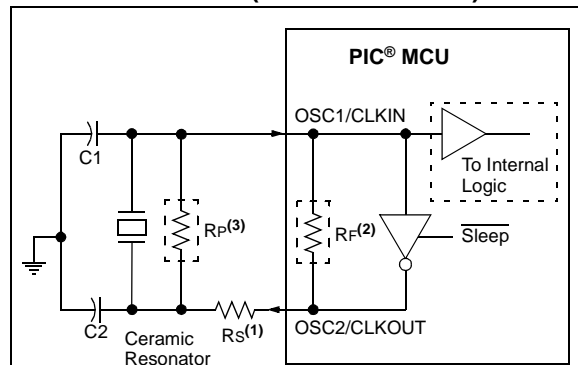 PIC® MCU
OSC1/CLKIN
C1
To Internal
Logic
RP(3)
RF(2)
Sleep
C2
Ceramic
Resonator
RS(1)
OSC2/CLKOUT